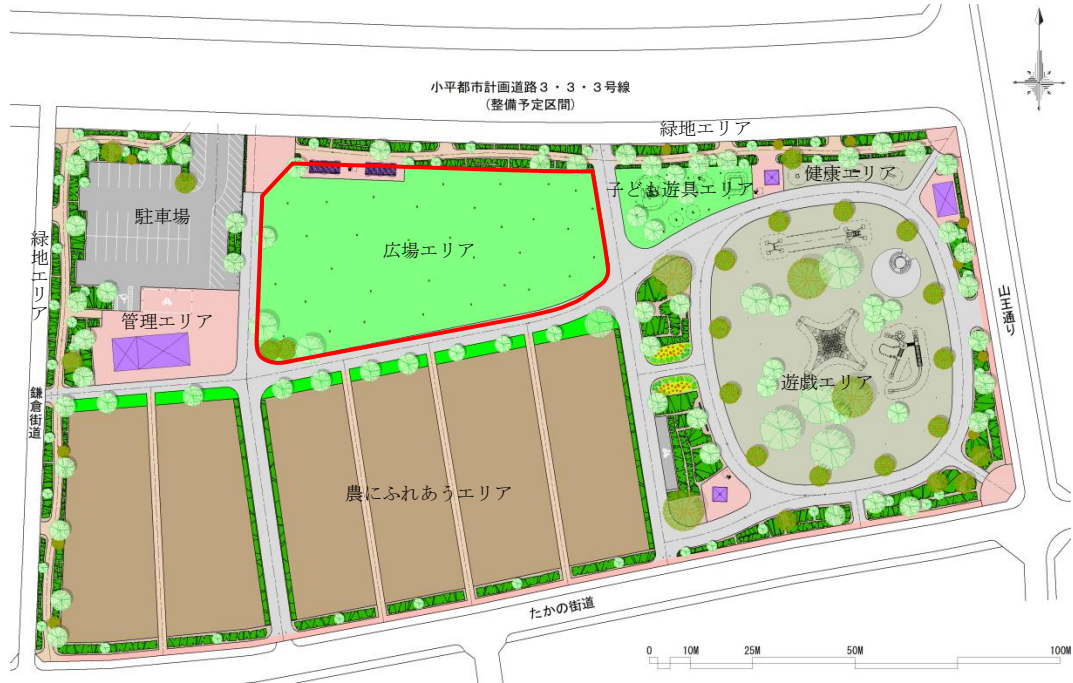 小平都市計画道路3・3・3号線
(整備予定区間)
緑地エリア
子ども遊具エリア
健康エリア
駐車場
広場エリア
緑地エリア
管理エリア
山王通り
遊戯エリア
鎌倉街道
農にふれあうエリア
たかの街道
0 10M 25M 50M 100M